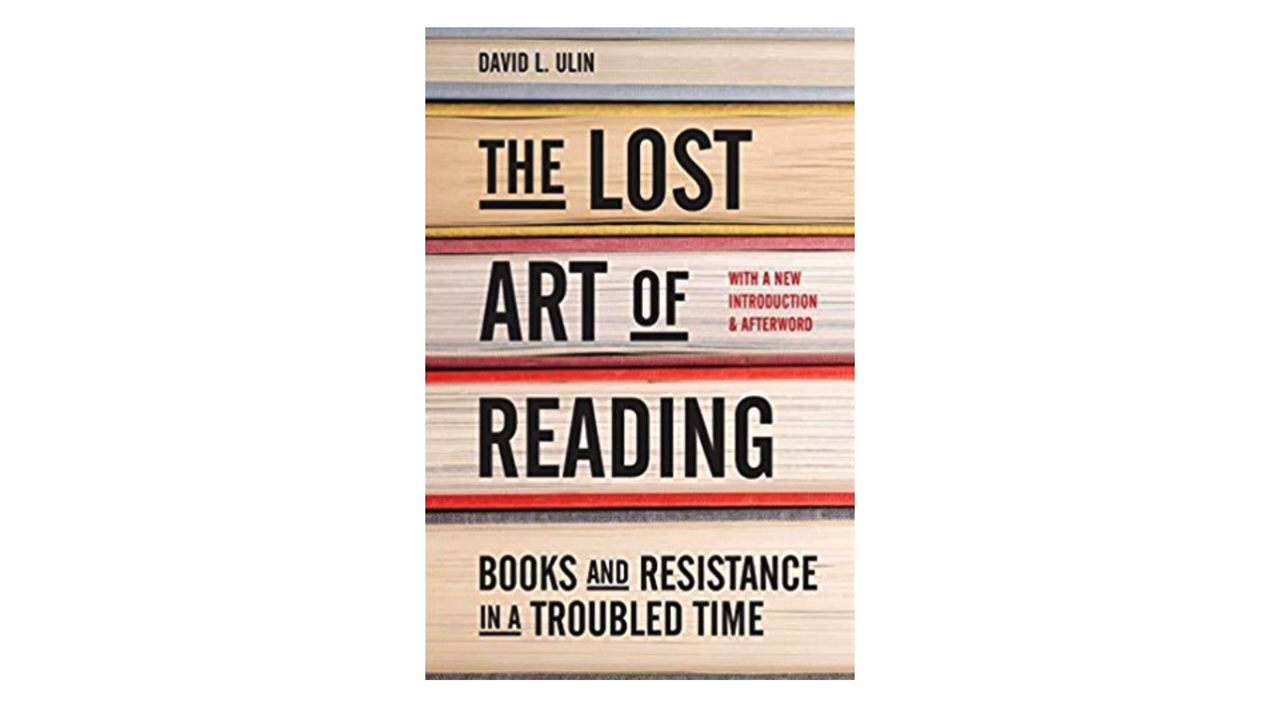 DAVID L. ULIN
THE LOST
ART OF
WITH A NEW
INTRODUCTION
& AFTERWORD
READING
BOOKS AND RESISTANCE
IN A TROUBLED TIME